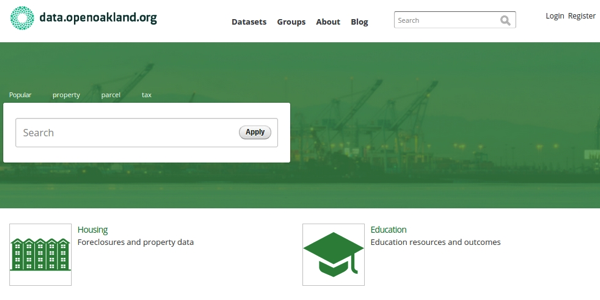 data.openoakland.org
Datasets Groups About Blog
Search
Login Register
Popular property parcel tax
Search
Apply
Housing
Foreclosures and property data
Education
Education resources and outcomes